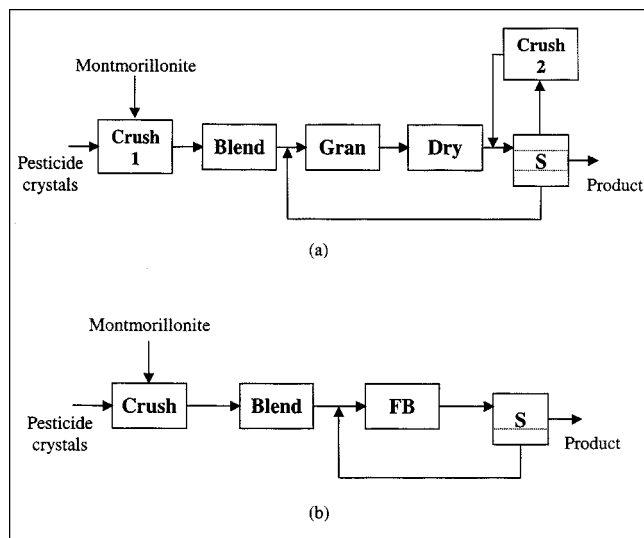 Montmorillonite
Crush
2
Crush
1
Blend
Gran
Dry
S
Pesticide
crystals
Product
(a)
Montmorillonite
Crush
Blend
FB
S
Pesticide
crystals
Product
(b)